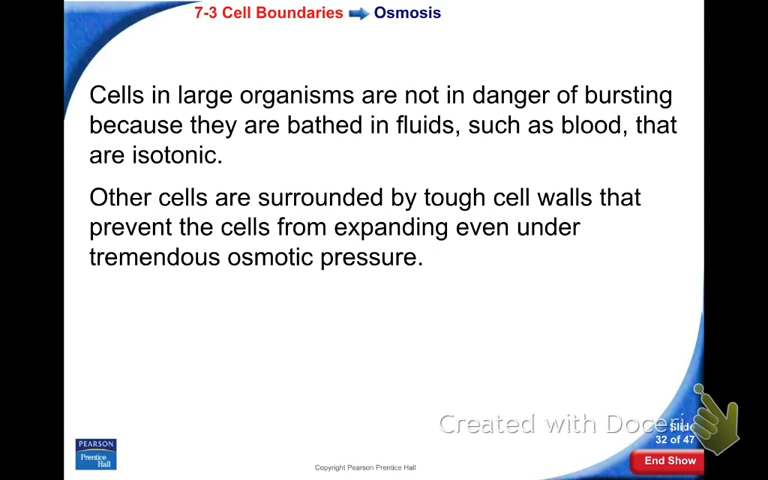 7-3 Cell Boundaries Osmosis
Cells in large organisms are not in danger of bursting
because they are bathed in fluids, such as blood, that
are isotonic.
Other cells are surrounded by tough cell walls that
prevent the cells from expanding even under
tremendous osmotic pressure.
Created with Doceri
Slide
32 of 47
End Show
PEARSON
Prentice
Hall
Copyright Pearson Prentice Hall